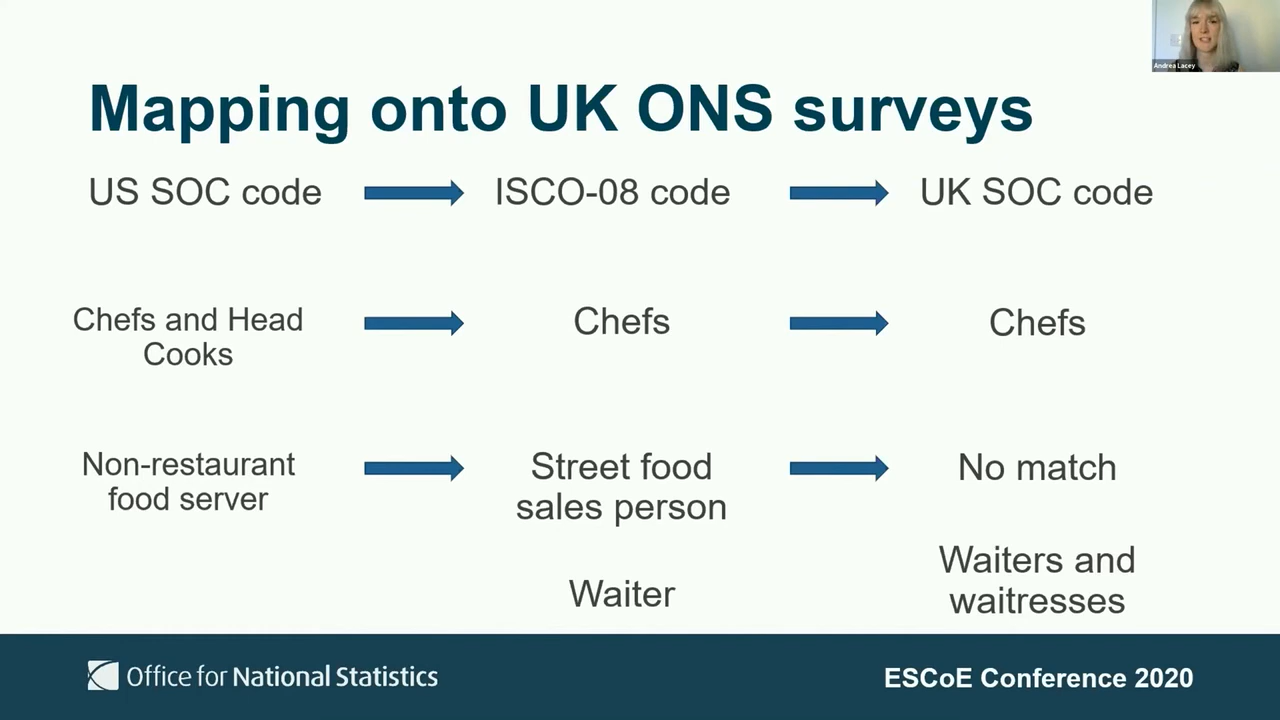 Andrea Lacey
Mapping onto UK ONS surveys
US SOC code
ISCO-08 code
UK SOC code
Chefs and Head
Cooks
Chefs
Chefs
Non-restaurant
food server
Street food
sales person
No match
Waiter
Waiters and
waitresses
Office for National Statistics
ESCoE Conference 2020